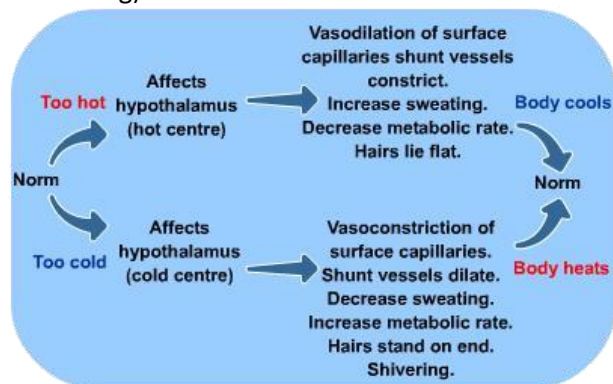 Vasodilation of surface
capillaries shunt vessels
constrict.
Increase sweating.
Decrease metabolic rate.
Hairs lie flat.
Too hot
Affects
hypothalamus
(hot centre)
Body cools
Norm
Norm
Too cold
Affects
hypothalamus
(cold centre)
Vasoconstriction of
surface capillaries.
Shunt vessels dilate.
Decrease sweating.
Increase metabolic rate.
Hairs stand on end.
Shivering.
Body heats